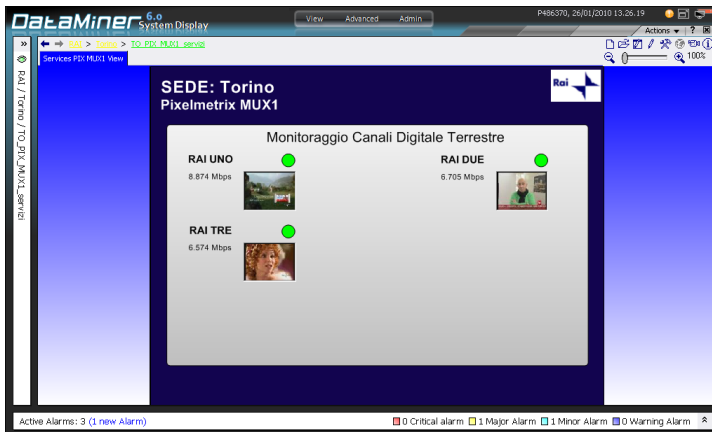 DataMiner 6.0
System Display
View Advanced Admin
P486370, 26/01/2010 13.26.19
Actions ?
» RAI > Torino > TO_PIX_MUX1_servizi
100%
Services PIX MUX1 View
RAI / Torino / TO_PIX_MUX1_servizi
SEDE: Torino
Pixelmetrix MUX1
Rai
Monitoraggio Canali Digitale Terrestre
RAI UNO
8.874 Mbps
RAI DUE
6.705 Mbps
RAI TRE
6.574 Mbps
Active Alarms: 3 (1 new Alarm)
0 Critical alarm 1 Major Alarm 1 Minor Alarm 0 Warning Alarm